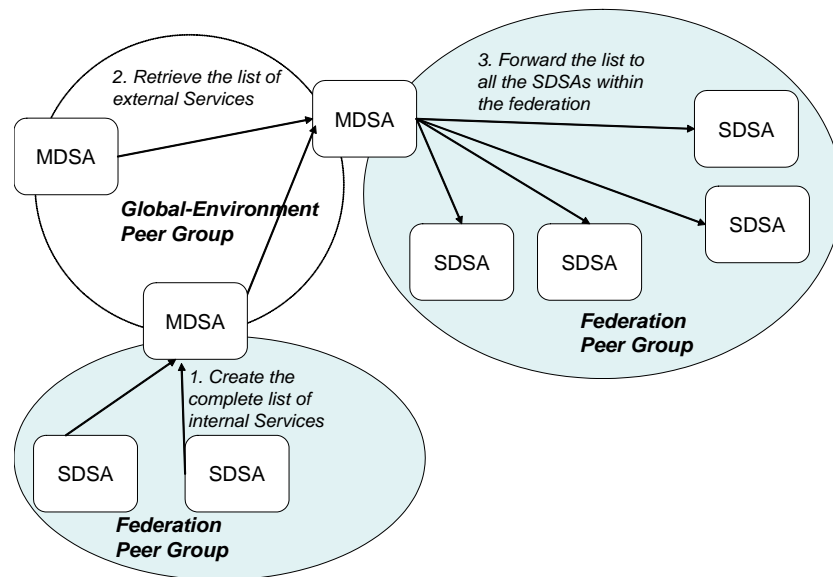 2. Retrieve the list of
external Services
3. Forward the list to
all the SDSAs within
the federation
MDSA
MDSA
SDSA
SDSA
Global-Environment
Peer Group
SDSA
SDSA
MDSA
Federation
Peer Group
1. Create the
complete list of
internal Services
SDSA
SDSA
Federation
Peer Group